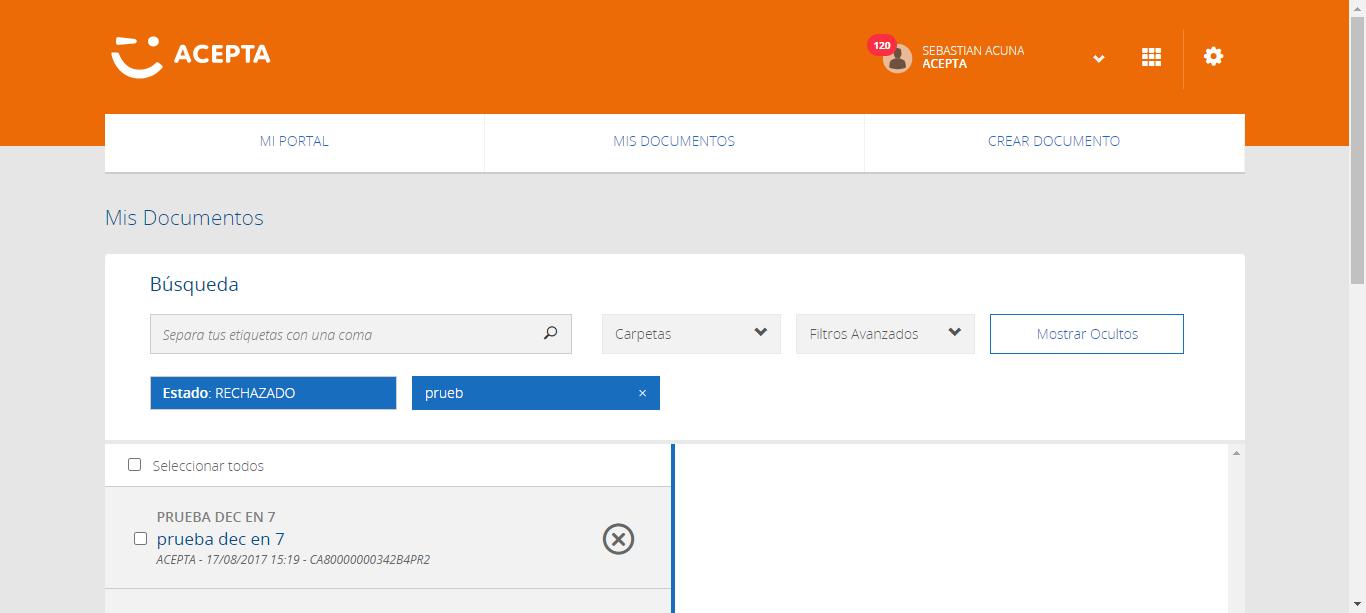 ACEPTA
120
SEBASTIAN ACUNA
ACEPTA
MI PORTAL
MIS DOCUMENTOS
CREAR DOCUMENTO
Mis Documentos
Búsqueda
Separa tus etiquetas con una coma
Carpetas
Filtros Avanzados
Mostrar Ocultos
Estado: RECHAZADO
prueb ×
Seleccionar todos
PRUEBA DEC EN 7
prueba dec en 7
ACEPTA - 17/08/2017 15:19 - CA80000000342B4PR2